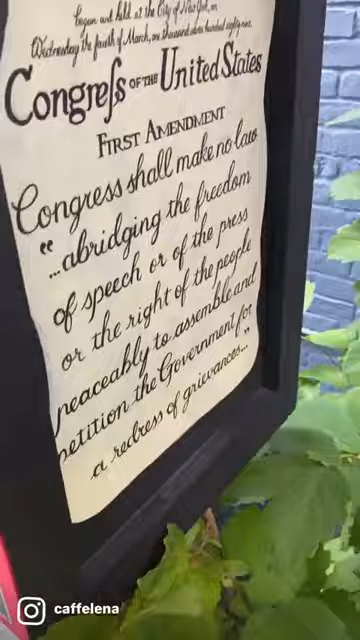 begun and held at the City of New York, on
Wednesday the fourth of March, one thousand seven hundred eighty nine.
Congreſs OF THE United States
FIRST AMENDMENT
Congress shall make no law
“...abridging the freedom
of speech or of the press
or the right of the people
peaceably to assemble and
petition the Government for
a redress of grievances...”
caffelena